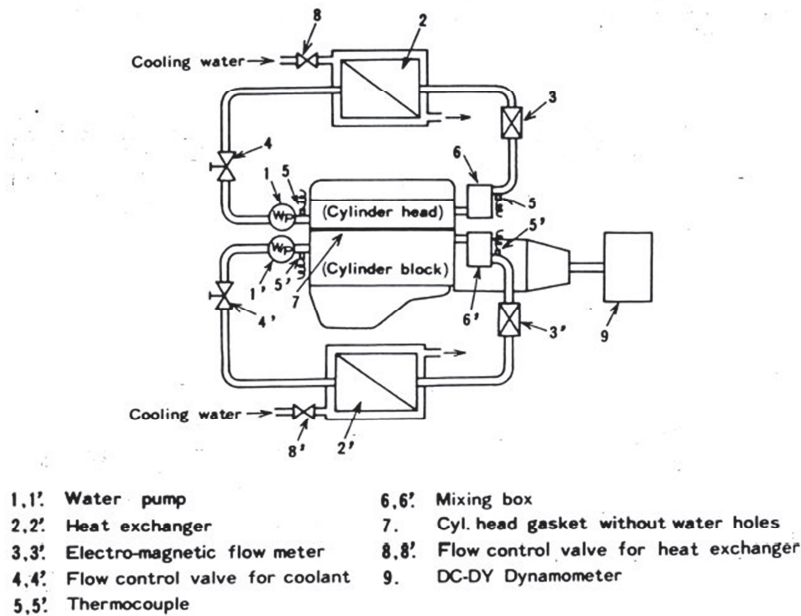 8
2
Cooling water
3
4
6
1
5
5
Wp
(Cylinder head)
5'
Wp
(Cylinder block)
1'
5'
7
4'
6'
3'
9
Cooling water
8'
2'
1,1'. Water pump
2,2'. Heat exchanger
3,3'. Electro-magnetic flow meter
4,4'. Flow control valve for coolant
5,5'. Thermocouple
6,6'. Mixing box
7. Cyl. head gasket without water holes
8,8'. Flow control valve for heat exchanger
9. DC-DY Dynamometer